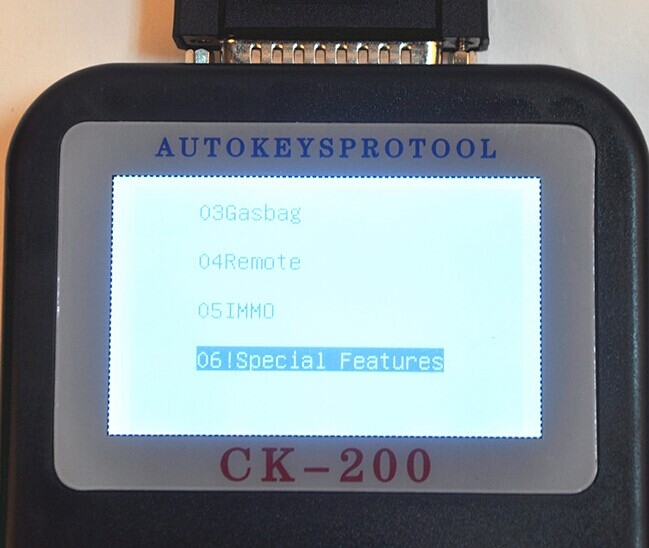 AUTOKEYSPROTOOL
03Gasbag
04Remote
05IMMO
06!Special Features
CK-200